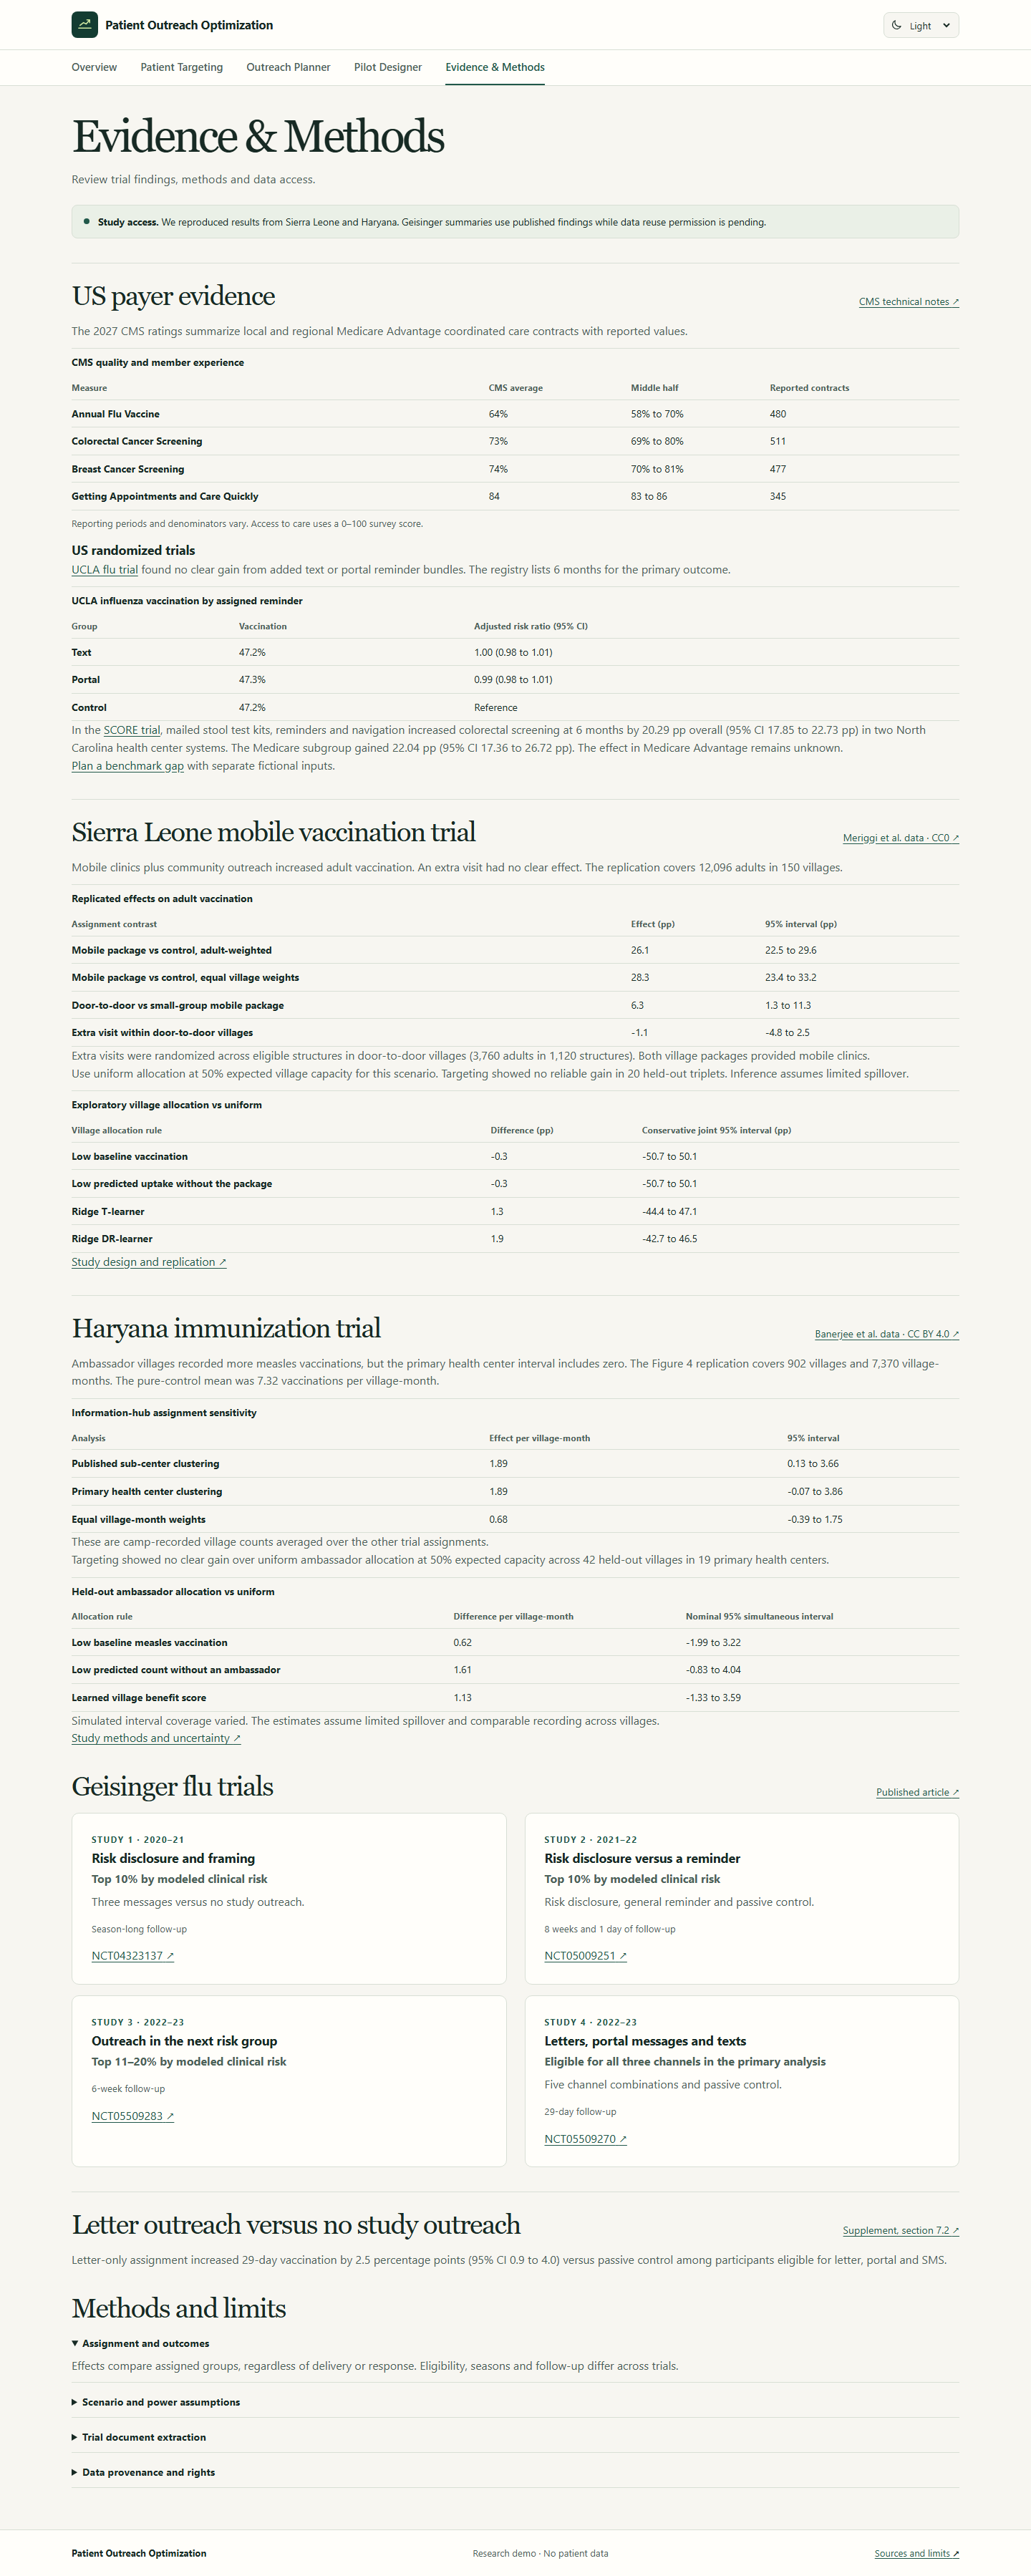 Patient Outreach Optimization
Light
Overview Patient Targeting Outreach Planner Pilot Designer Evidence & Methods
Evidence & Methods
Review trial findings, methods and data access.
Study access. We reproduced results from Sierra Leone and Haryana. Geisinger summaries use published findings while data reuse permission is pending.
US payer evidence
CMS technical notes ↗
The 2027 CMS ratings summarize local and regional Medicare Advantage coordinated care contracts with reported values.
CMS quality and member experience
Measure CMS average Middle half Reported contracts
Annual Flu Vaccine 64% 58% to 70% 480
Colorectal Cancer Screening 73% 69% to 80% 511
Breast Cancer Screening 74% 70% to 81% 477
Getting Appointments and Care Quickly 84 83 to 86 345
Reporting periods and denominators vary. Access to care uses a 0–100 survey score.
US randomized trials
UCLA flu trial found no clear gain from added text or portal reminder bundles. The registry lists 6 months for the primary outcome.
UCLA influenza vaccination by assigned reminder
Group Vaccination Adjusted risk ratio (95% CI)
Text 47.2% 1.00 (0.98 to 1.01)
Portal 47.3% 0.99 (0.98 to 1.01)
Control 47.2% Reference
In the SCORE trial, mailed stool test kits, reminders and navigation increased colorectal screening at 6 months by 20.29 pp overall (95% CI 17.85 to 22.73 pp) in two North
Carolina health center systems. The Medicare subgroup gained 22.04 pp (95% CI 17.36 to 26.72 pp). The effect in Medicare Advantage remains unknown.
Plan a benchmark gap with separate fictional inputs.
Sierra Leone mobile vaccination trial
Meriggi et al. data · CC0 ↗
Mobile clinics plus community outreach increased adult vaccination. An extra visit had no clear effect. The replication covers 12,096 adults in 150 villages.
Replicated effects on adult vaccination
Assignment contrast Effect (pp) 95% interval (pp)
Mobile package vs control, adult-weighted 26.1 22.5 to 29.6
Mobile package vs control, equal village weights 28.3 23.4 to 33.2
Door-to-door vs small-group mobile package 6.3 1.3 to 11.3
Extra visit within door-to-door villages -1.1 -4.8 to 2.5
Extra visits were randomized across eligible structures in door-to-door villages (3,760 adults in 1,120 structures). Both village packages provided mobile clinics.
Use uniform allocation at 50% expected village capacity for this scenario. Targeting showed no reliable gain in 20 held-out triplets. Inference assumes limited spillover.
Exploratory village allocation vs uniform
Village allocation rule Difference (pp) Conservative joint 95% interval (pp)
Low baseline vaccination -0.3 -50.7 to 50.1
Low predicted uptake without the package -0.3 -50.7 to 50.1
Ridge T-learner 1.3 -44.4 to 47.1
Ridge DR-learner 1.9 -42.7 to 46.5
Study design and replication ↗
Haryana immunization trial
Banerjee et al. data · CC BY 4.0 ↗
Ambassador villages recorded more measles vaccinations, but the primary health center interval includes zero. The Figure 4 replication covers 902 villages and 7,370 village-
months. The pure-control mean was 7.32 vaccinations per village-month.
Information-hub assignment sensitivity
Analysis Effect per village-month 95% interval
Published sub-center clustering 1.89 0.13 to 3.66
Primary health center clustering 1.89 -0.07 to 3.86
Equal village-month weights 0.68 -0.39 to 1.75
These are camp-recorded village counts averaged over the other trial assignments.
Targeting showed no clear gain over uniform ambassador allocation at 50% expected capacity across 42 held-out villages in 19 primary health centers.
Held-out ambassador allocation vs uniform
Allocation rule Difference per village-month Nominal 95% simultaneous interval
Low baseline measles vaccination 0.62 -1.99 to 3.22
Low predicted count without an ambassador 1.61 -0.83 to 4.04
Learned village benefit score 1.13 -1.33 to 3.59
Simulated interval coverage varied. The estimates assume limited spillover and comparable recording across villages.
Study methods and uncertainty ↗
Geisinger flu trials
Published article ↗
STUDY 1 · 2020–21
Risk disclosure and framing
Top 10% by modeled clinical risk
Three messages versus no study outreach.
Season-long follow-up
NCT04323137 ↗
STUDY 2 · 2021–22
Risk disclosure versus a reminder
Top 10% by modeled clinical risk
Risk disclosure, general reminder and passive control.
8 weeks and 1 day of follow-up
NCT05009251 ↗
STUDY 3 · 2022–23
Outreach in the next risk group
Top 11–20% by modeled clinical risk
6-week follow-up
NCT05509283 ↗
STUDY 4 · 2022–23
Letters, portal messages and texts
Eligible for all three channels in the primary analysis
Five channel combinations and passive control.
29-day follow-up
NCT05509270 ↗
Letter outreach versus no study outreach
Supplement, section 7.2 ↗
Letter-only assignment increased 29-day vaccination by 2.5 percentage points (95% CI 0.9 to 4.0) versus passive control among participants eligible for letter, portal and SMS.
Methods and limits
▼ Assignment and outcomes
Effects compare assigned groups, regardless of delivery or response. Eligibility, seasons and follow-up differ across trials.
▶ Scenario and power assumptions
▶ Trial document extraction
▶ Data provenance and rights
Patient Outreach Optimization Research demo · No patient data Sources and limits ↗